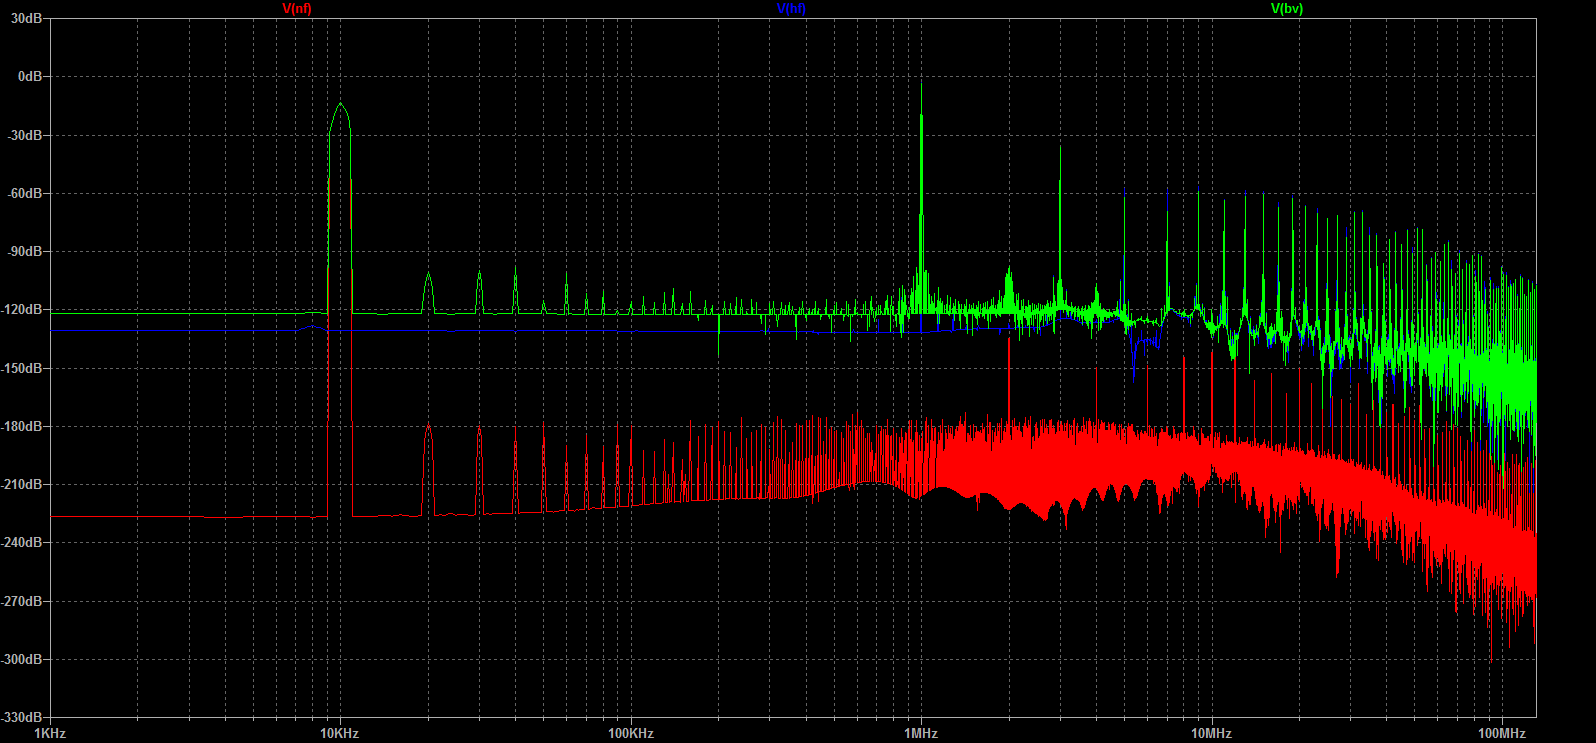 V(nf) V(hf) V(bv)
30dB
0dB
-30dB
-60dB
-90dB
-120dB
-150dB
-180dB
-210dB
-240dB
-270dB
-300dB
-330dB
1KHz 10KHz 100KHz 1MHz 10MHz 100MHz